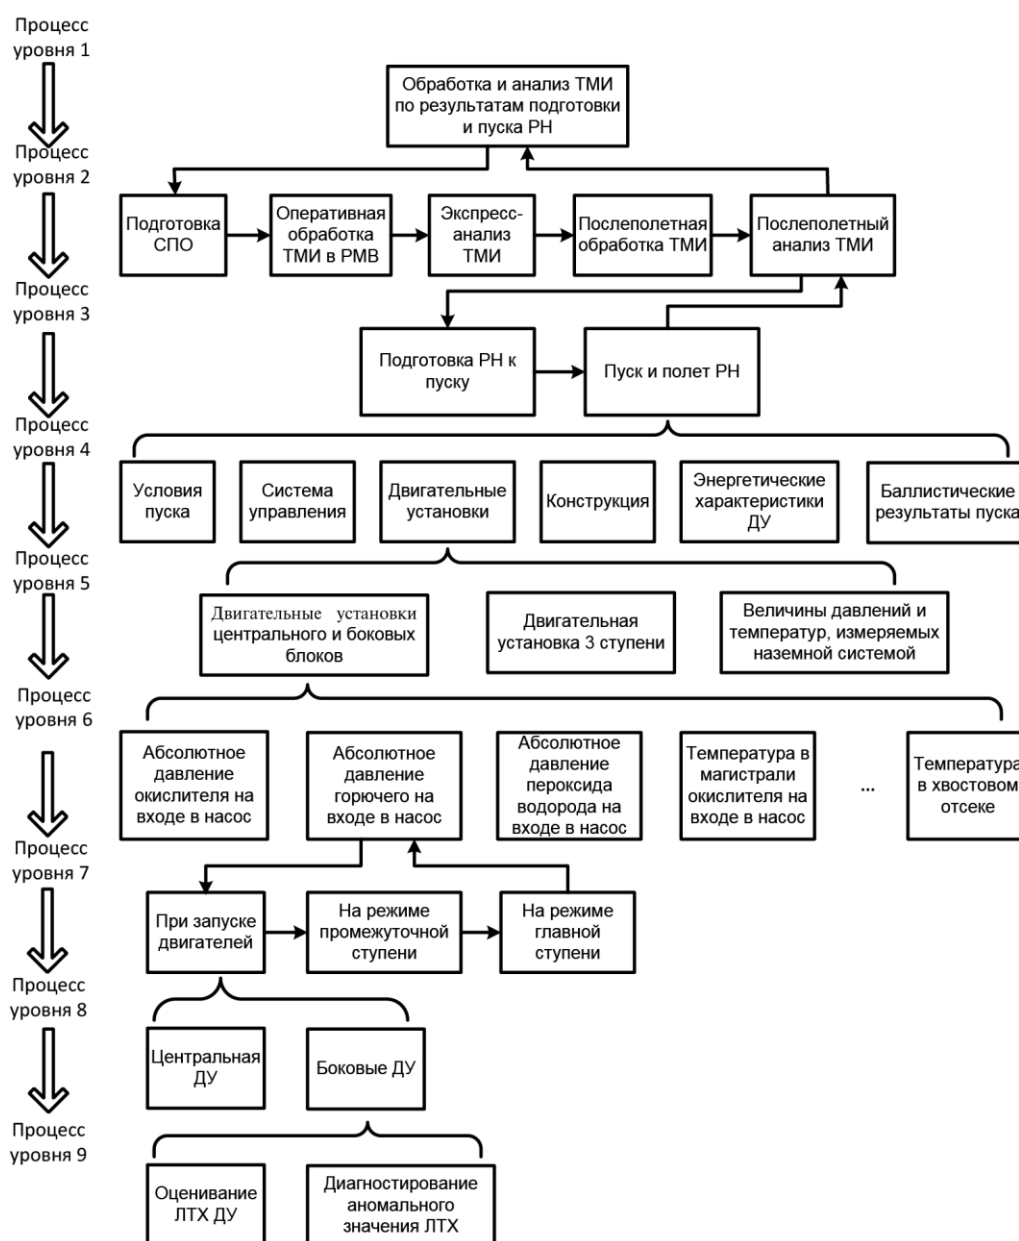 Процесс
уровня 1
Обработка и анализ ТМИ
по результатам подготовки
и пуска РН
Процесс
уровня 2
Подготовка
СПО
Оперативная
обработка
ТМИ в РМВ
Экспресс-
анализ
ТМИ
Послеполетная
обработка ТМИ
Послеполетный
анализ ТМИ
Процесс
уровня 3
Подготовка РН к
пуску
Пуск и полет РН
Процесс
уровня 4
Условия
пуска
Система
управления
Двигательные
установки
Конструкция
Энергетические
характеристики
ДУ
Баллистические
результаты пуска
Процесс
уровня 5
Двигательные установки
центрального и боковых
блоков
Двигательная
установка 3 ступени
Величины давлений и
температур, измеряемых
наземной системой
Процесс
уровня 6
Абсолютное
давление
окислителя на
входе в насос
Абсолютное
давление
горючего на
входе в насос
Абсолютное
давление
пероксида
водорода на
входе в насос
Температура в
магистрали
окислителя на
входе в насос
...
Температура
в хвостовом
отсеке
Процесс
уровня 7
При запуске
двигателей
На режиме
промежуточной
ступени
На режиме
главной
ступени
Процесс
уровня 8
Центральная
ДУ
Боковые ДУ
Процесс
уровня 9
Оценивание
ЛТХ ДУ
Диагностирование
аномального
значения ЛТХ